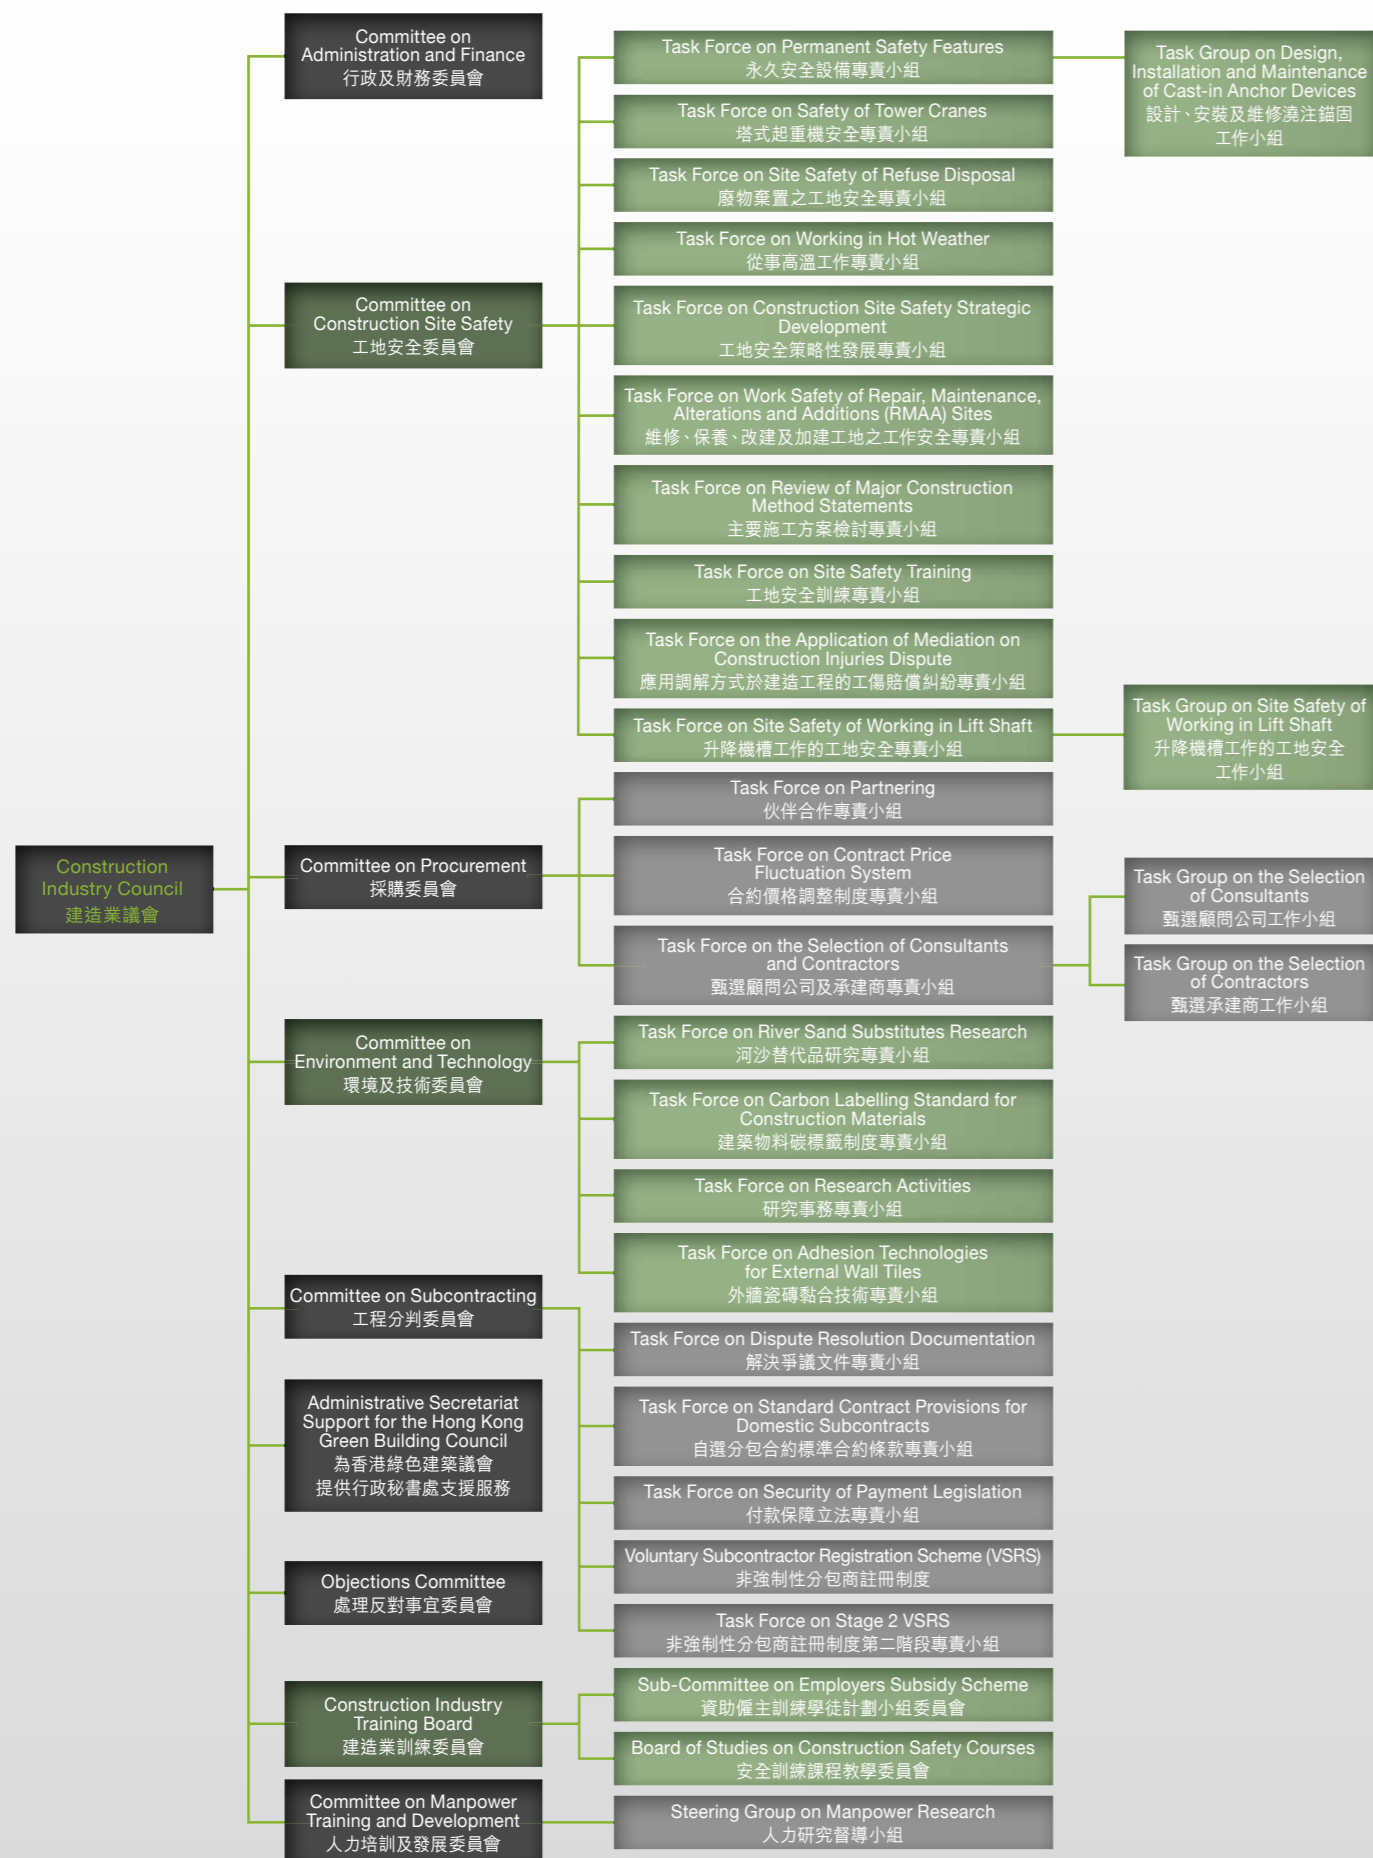 Construction
Industry Council
建造業議會
Committee on
Administration and Finance
行政及財務委員會
Committee on
Construction Site Safety
工地安全委員會
Task Force on Permanent Safety Features
永久安全設備專責小組
Task Group on Design,
Installation and Maintenance
of Cast-in Anchor Devices
設計、安裝及維修澆注錨固
工作小組
Task Force on Safety of Tower Cranes
塔式起重機安全專責小組
Task Force on Site Safety of Refuse Disposal
廢物棄置之工地安全專責小組
Task Force on Working in Hot Weather
從事高溫工作專責小組
Task Force on Construction Site Safety Strategic
Development
工地安全策略性發展專責小組
Task Force on Work Safety of Repair, Maintenance,
Alterations and Additions (RMAA) Sites
維修、保養、改建及加建工地之工作安全專責小組
Task Force on Review of Major Construction
Method Statements
主要施工方案檢討專責小組
Task Force on Site Safety Training
工地安全訓練專責小組
Task Force on the Application of Mediation on
Construction Injuries Dispute
應用調解方式於建造工程的工傷賠償糾紛專責小組
Task Force on Site Safety of Working in Lift Shaft
升降機槽工作的工地安全專責小組
Task Group on Site Safety of
Working in Lift Shaft
升降機槽工作的工地安全
工作小組
Committee on Procurement
採購委員會
Task Force on Partnering
伙伴合作專責小組
Task Force on Contract Price
Fluctuation System
合約價格調整制度專責小組
Task Force on the Selection of Consultants
and Contractors
甄選顧問公司及承建商專責小組
Task Group on the Selection
of Consultants
甄選顧問公司工作小組
Task Group on the Selection
of Contractors
甄選承建商工作小組
Committee on
Environment and Technology
環境及技術委員會
Task Force on River Sand Substitutes Research
河沙替代品研究專責小組
Task Force on Carbon Labelling Standard for
Construction Materials
建築物料碳標籤制度專責小組
Task Force on Research Activities
研究事務專責小組
Task Force on Adhesion Technologies
for External Wall Tiles
外牆瓷磚黏合技術專責小組
Committee on Subcontracting
工程分判委員會
Task Force on Dispute Resolution Documentation
解決爭議文件專責小組
Task Force on Standard Contract Provisions for
Domestic Subcontracts
自選分包合約標準合約條款專責小組
Task Force on Security of Payment Legislation
付款保障立法專責小組
Voluntary Subcontractor Registration Scheme (VSRS)
非強制性分包商註冊制度
Task Force on Stage 2 VSRS
非強制性分包商註冊制度第二階段專責小組
Administrative Secretariat
Support for the Hong Kong
Green Building Council
為香港綠色建築議會
提供行政秘書處支援服務
Objections Committee
處理反對事宜委員會
Construction Industry
Training Board
建造業訓練委員會
Sub-Committee on Employers Subsidy Scheme
資助僱主訓練學徒計劃小組委員會
Board of Studies on Construction Safety Courses
安全訓練課程教學委員會
Committee on Manpower
Training and Development
人力培訓及發展委員會
Steering Group on Manpower Research
人力研究督導小組